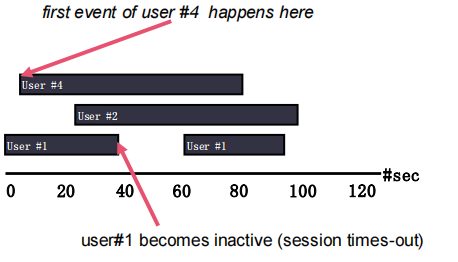 first event of user #4 happens here
User #4
User #2
User #1 User #1
#sec
0 20 40 60 80 100 120
user#1 becomes inactive (session times-out)